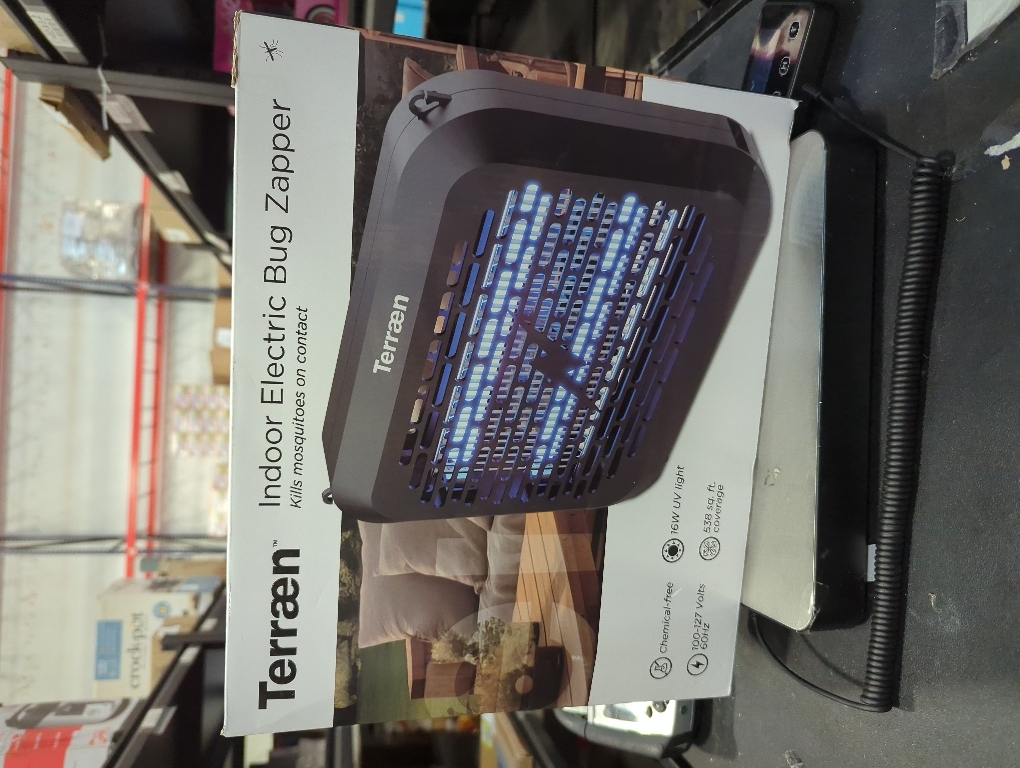 Terræn™
Indoor Electric Bug Zapper
Kills mosquitoes on contact
Terræn
Chemical-free
16W UV light
100-127 Volts
60HZ
538 sq. ft.
coverage
crockpot